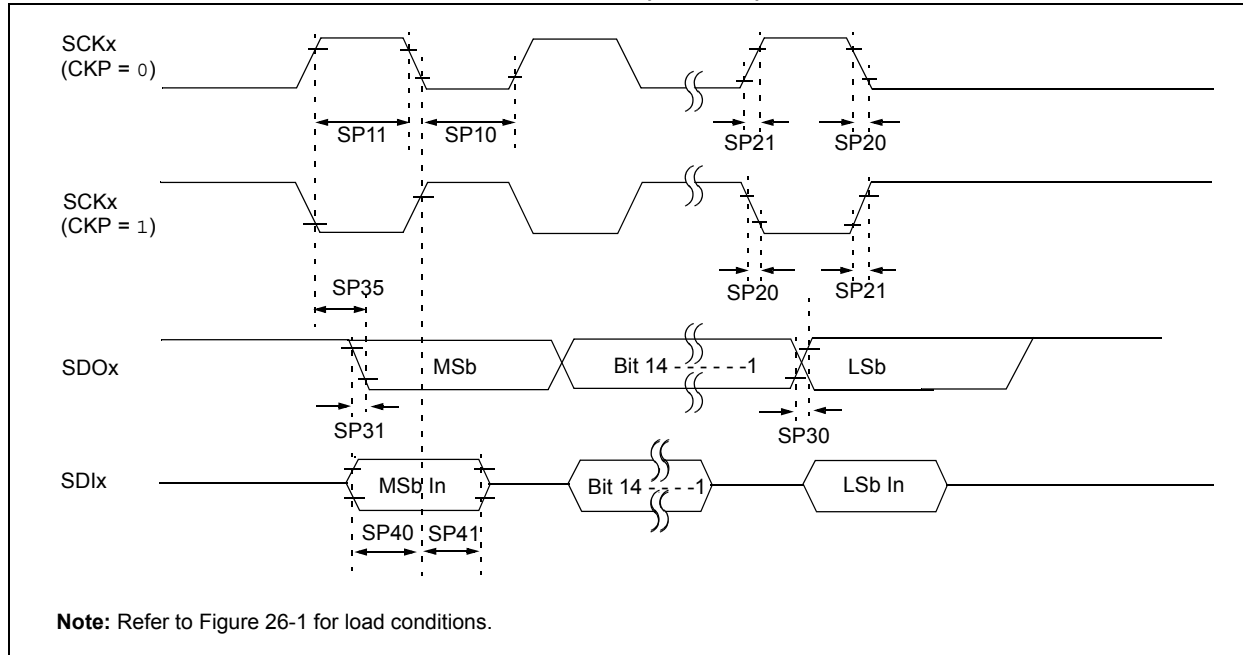 SCKx
(CKP = 0)
SP11
SP10
SP21
SP20
SCKx
(CKP = 1)
SP35
SP20
SP21
SDOx
MSb
Bit 14 - - - - - -1
LSb
SP31
SP30
SDIx
MSb In
Bit 14 - - - -1
LSb In
SP40
SP41
Note: Refer to Figure 26-1 for load conditions.